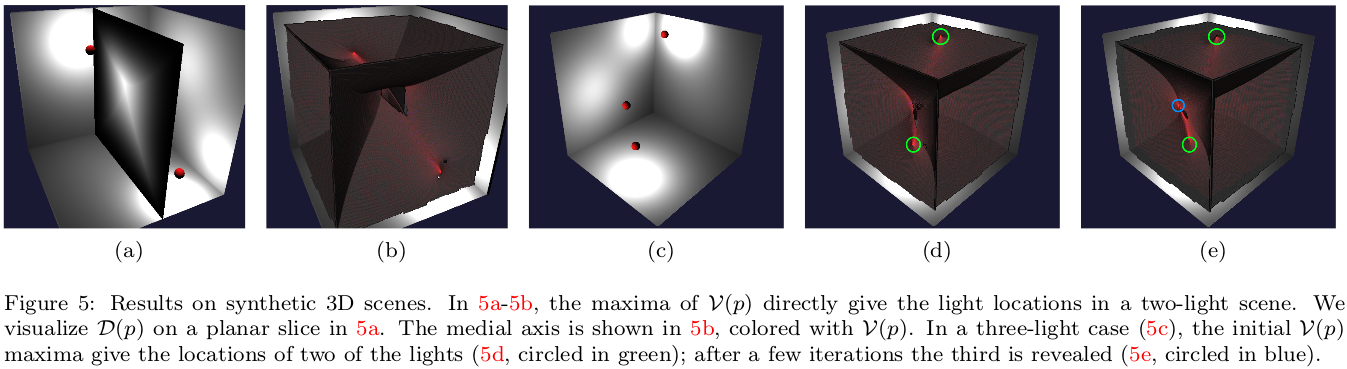 (a) (b) (c) (d) (e)
Figure 5: Results on synthetic 3D scenes. In 5a-5b, the maxima of 𝒱(p) directly give the light locations in a two-light scene. We
visualize 𝒟(p) on a planar slice in 5a. The medial axis is shown in 5b, colored with 𝒱(p). In a three-light case (5c), the initial 𝒱(p)
maxima give the locations of two of the lights (5d, circled in green); after a few iterations the third is revealed (5e, circled in blue).